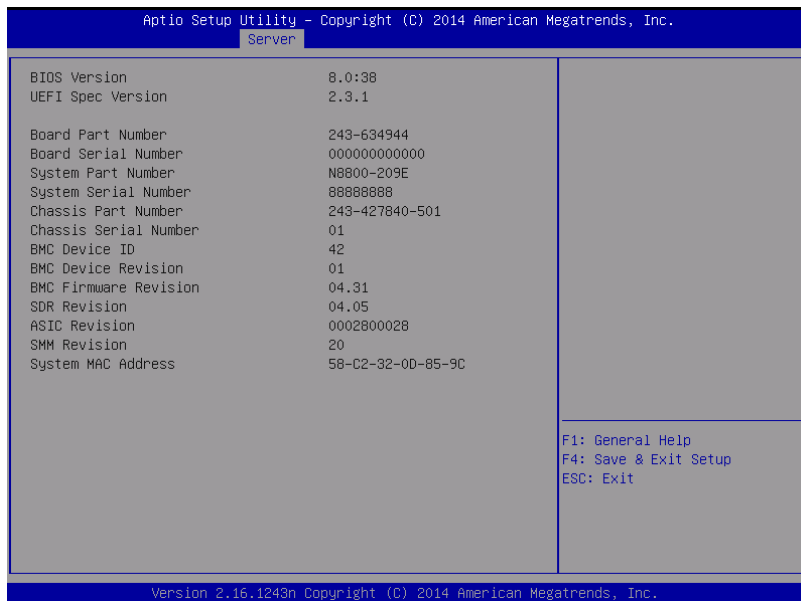 Aptio Setup Utility – Copyright (C) 2014 American Megatrends, Inc.
Server
BIOS Version 8.0:38
UEFI Spec Version 2.3.1
Board Part Number 243-634944
Board Serial Number 000000000000
System Part Number N8800-209E
System Serial Number 88888888
Chassis Part Number 243-427840-501
Chassis Serial Number 01
BMC Device ID 42
BMC Device Revision 01
BMC Firmware Revision 04.31
SDR Revision 04.05
ASIC Revision 0002800028
SMM Revision 20
System MAC Address 58-C2-32-0D-85-9C
F1: General Help
F4: Save & Exit Setup
ESC: Exit
Version 2.16.1243n Copyright (C) 2014 American Megatrends, Inc.